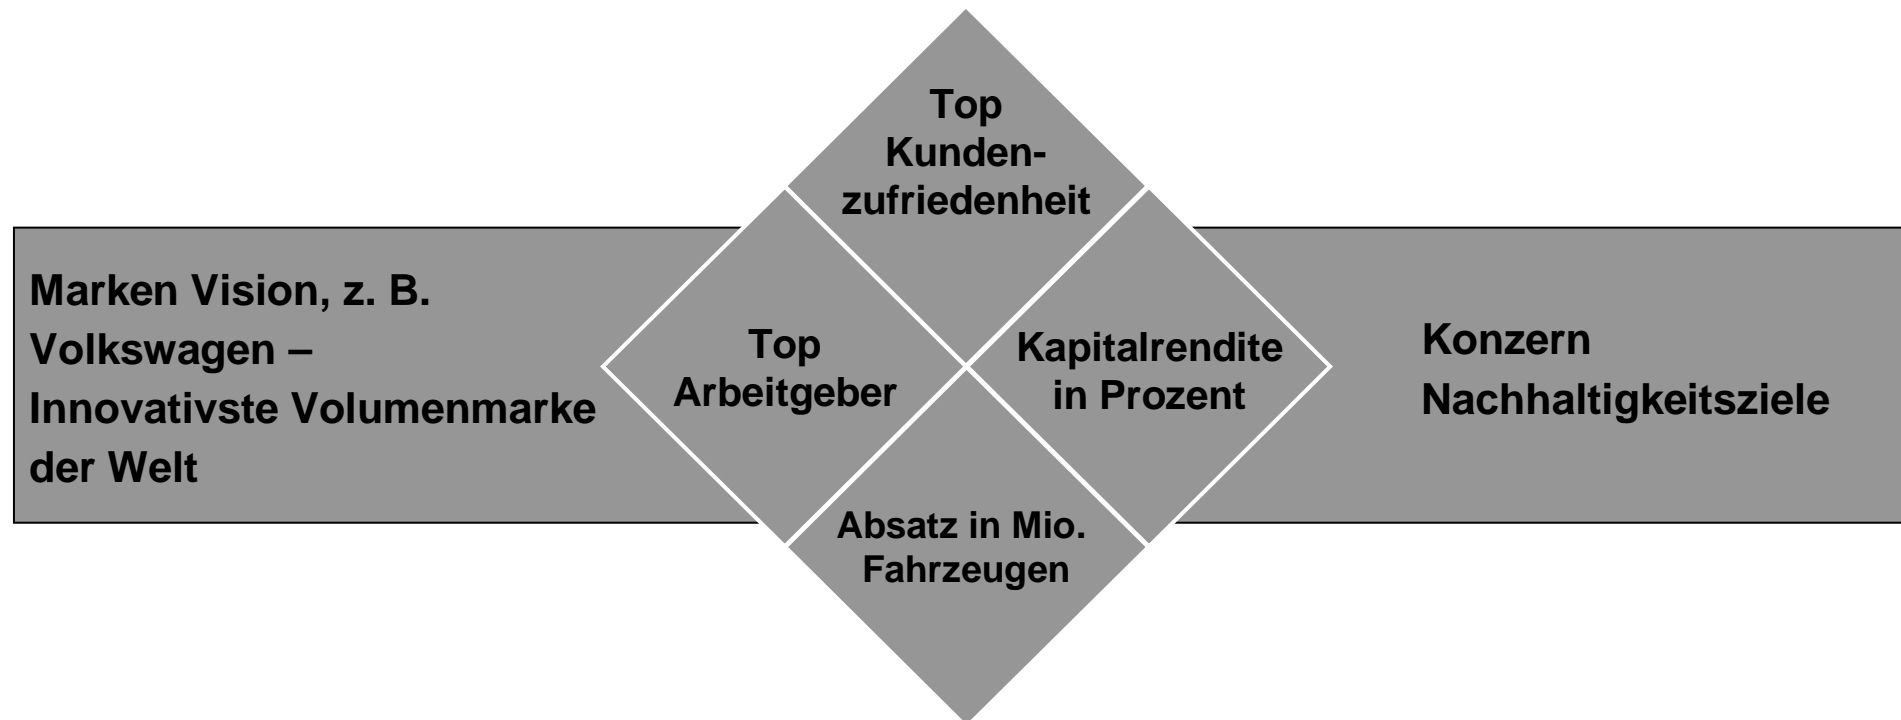 Top
Kunden-
zufriedenheit
Marken Vision, z. B.
Volkswagen –
Innovativste Volumenmarke
der Welt
Top
Arbeitgeber
Kapitalrendite
in Prozent
Konzern
Nachhaltigkeitsziele
Absatz in Mio.
Fahrzeugen